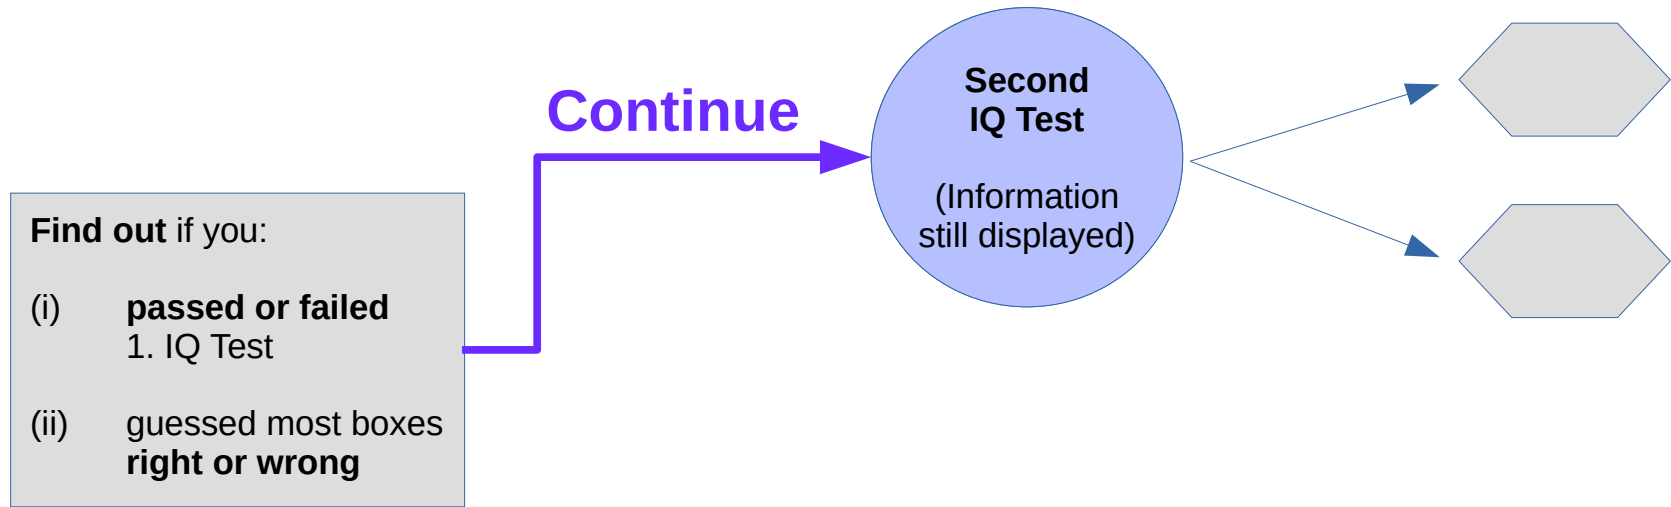 Continue
Second
IQ Test
(Information
still displayed)
Find out if you:
(i) passed or failed
1. IQ Test
(ii) guessed most boxes
right or wrong